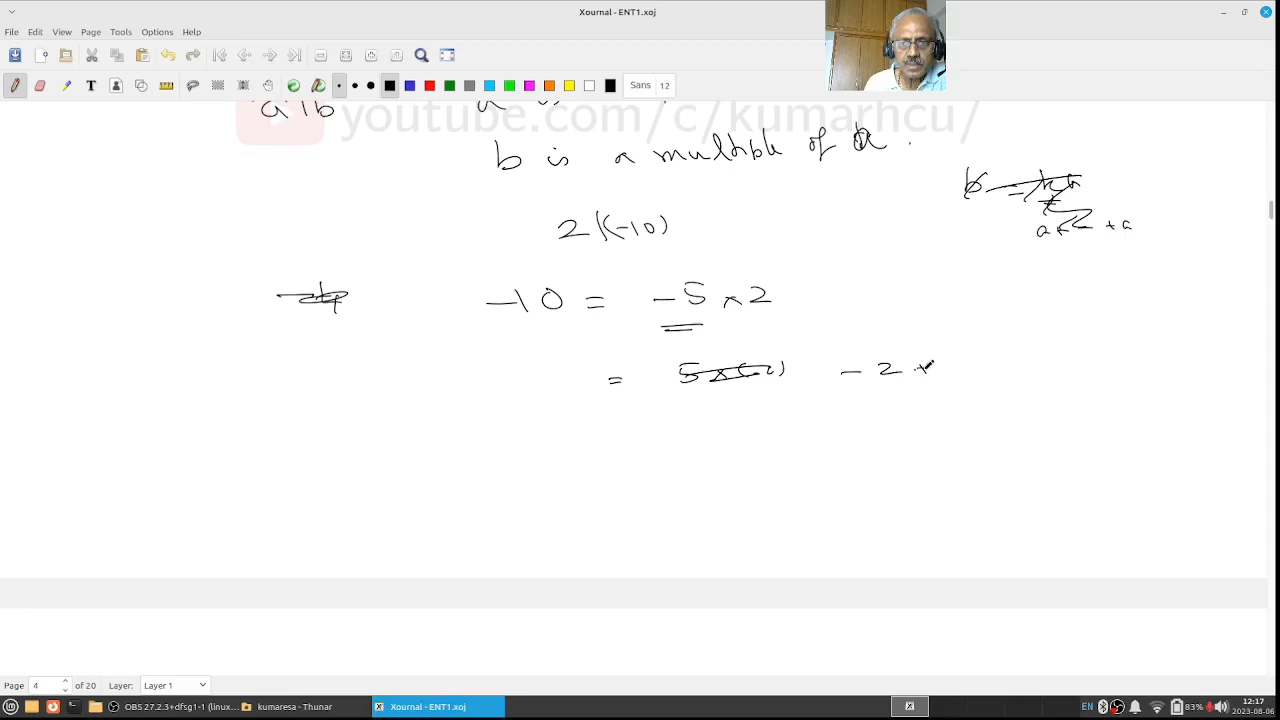 Xournal - ENT1.xoj
File Edit View Page Tools Options Help
T Sans 12
a | b a is
youtube.com/c/kumarhcu/
b is a multiple of a.
2 | (-10)
a + a
-10 = -5 × 2
= - 2 +
Page 4 of 20 Layer: Layer 1
OBS 27.2.3+dfsg1-1 (linux... kumaresa - Thunar Xournal - ENT1.xoj EN 83% 12:17
2023-08-06